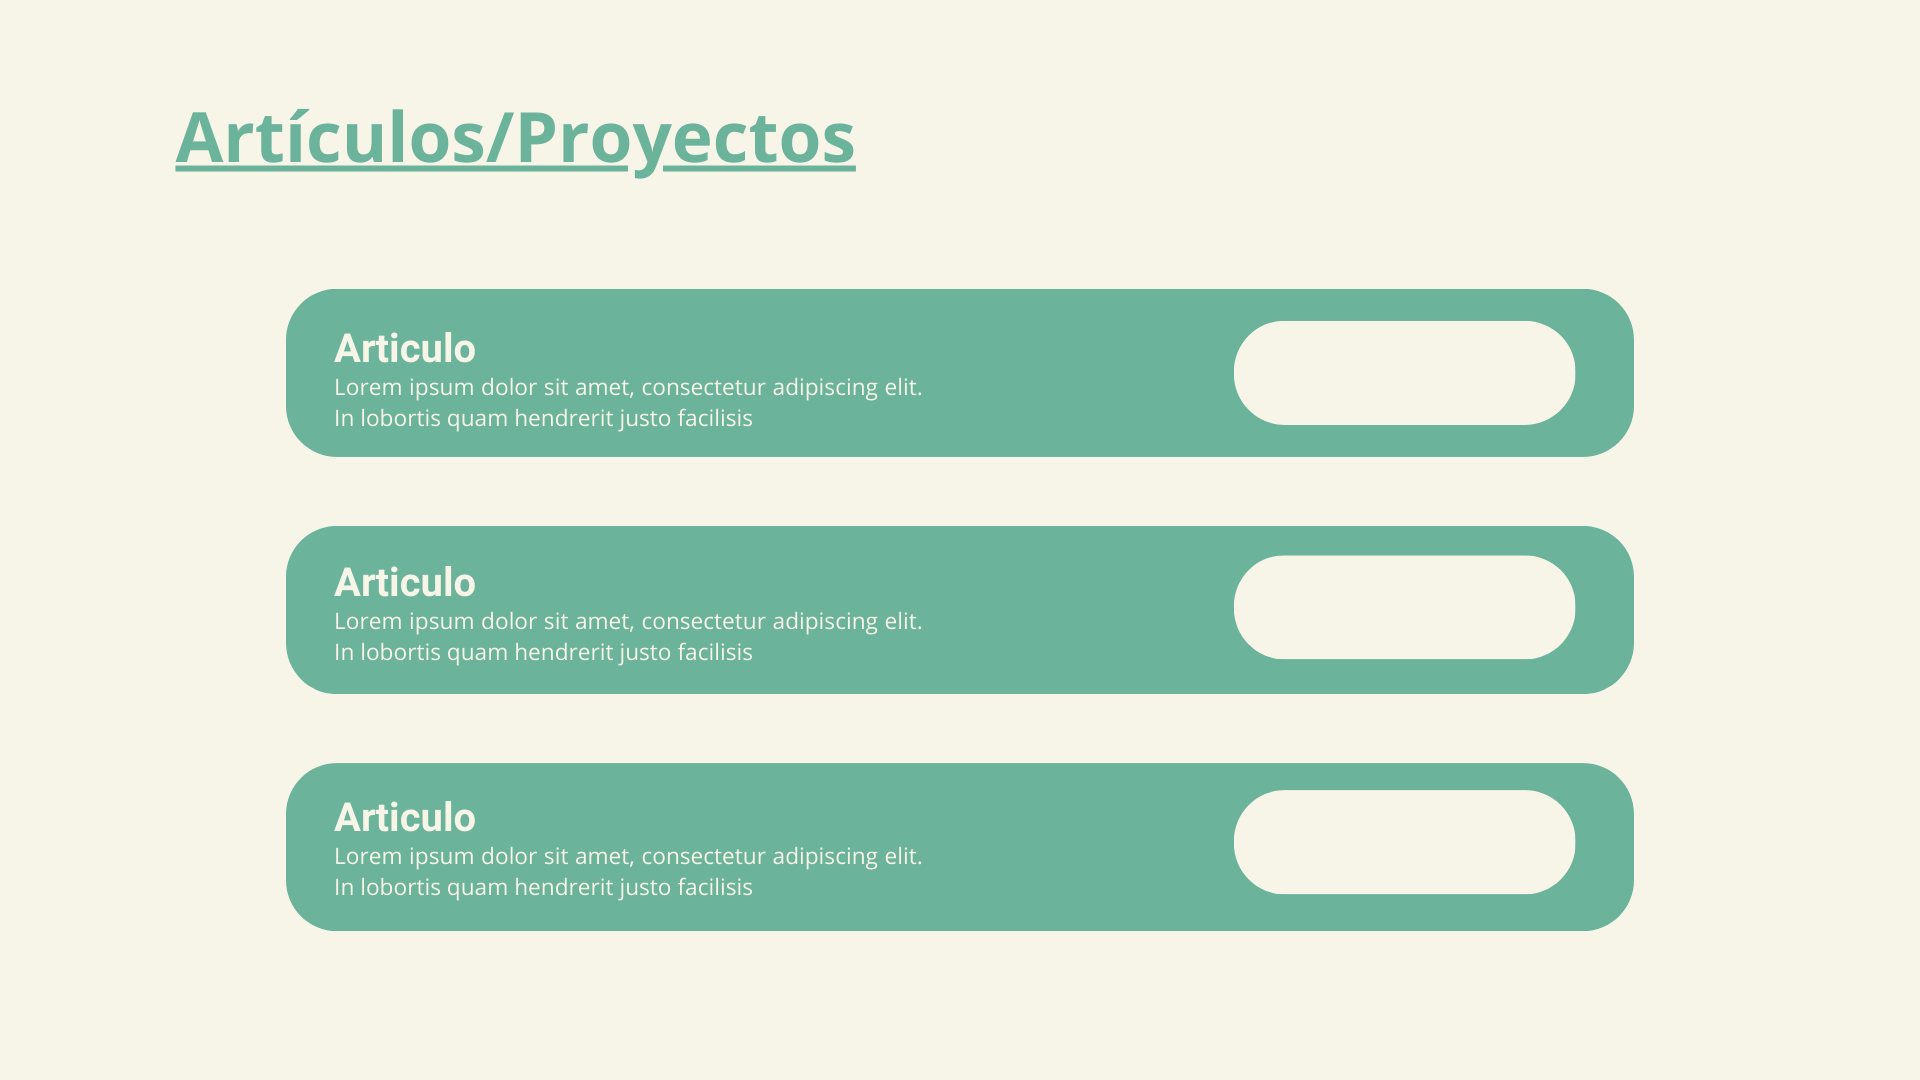 Artículos/Proyectos
Articulo
Lorem ipsum dolor sit amet, consectetur adipiscing elit.
In lobortis quam hendrerit justo facilisis
Articulo
Lorem ipsum dolor sit amet, consectetur adipiscing elit.
In lobortis quam hendrerit justo facilisis
Articulo
Lorem ipsum dolor sit amet, consectetur adipiscing elit.
In lobortis quam hendrerit justo facilisis